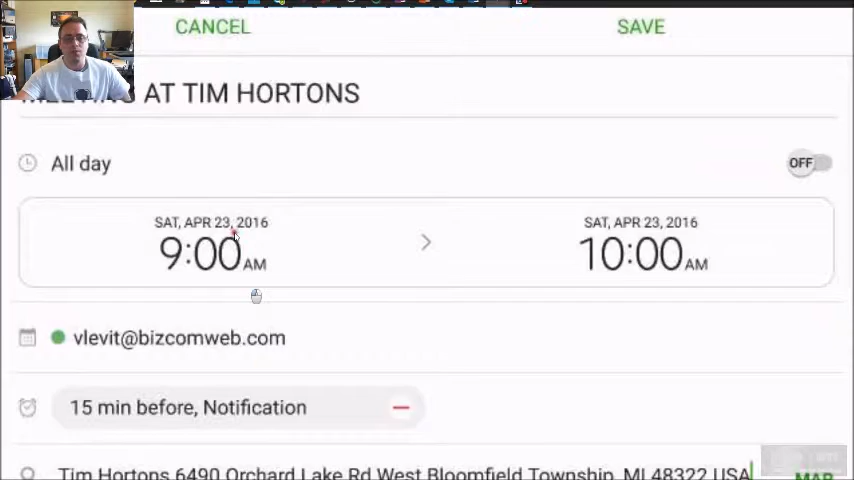 CANCEL SAVE
MEETING AT TIM HORTONS
All day OFF
SAT, APR 23, 2016 SAT, APR 23, 2016
9:00 AM > 10:00 AM
vlevit@bizcomweb.com
15 min before, Notification
Tim Hortons 6490 Orchard Lake Rd West Bloomfield Township, MI 48322 USA MAP